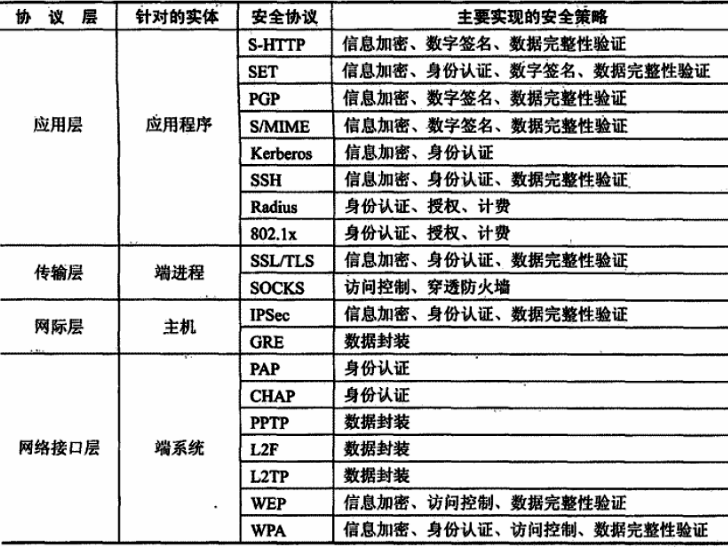 协 议 层 针对的实体 安全协议 主要实现的安全策略
S-HTTP 信息加密、数字签名、数据完整性验证
SET 信息加密、身份认证、数字签名、数据完整性验证
PGP 信息加密、数字签名、数据完整性验证
应用层 应用程序 S/MIME 信息加密、数字签名、数据完整性验证
Kerberos 信息加密、身份认证
SSH 信息加密、身份认证、数据完整性验证
Radius 身份认证、授权、计费
802.1x 身份认证、授权、计费
传输层 端进程 SSL/TLS 信息加密、身份认证、数据完整性验证
SOCKS 访问控制、穿透防火墙
网际层 主机 IPSec 信息加密、身份认证、数据完整性验证
GRE 数据封装
PAP 身份认证
CHAP 身份认证
PPTP 数据封装
网络接口层 端系统 L2F 数据封装
L2TP 数据封装
WEP 信息加密、访问控制、数据完整性验证
WPA 信息加密、身份认证、访问控制、数据完整性验证